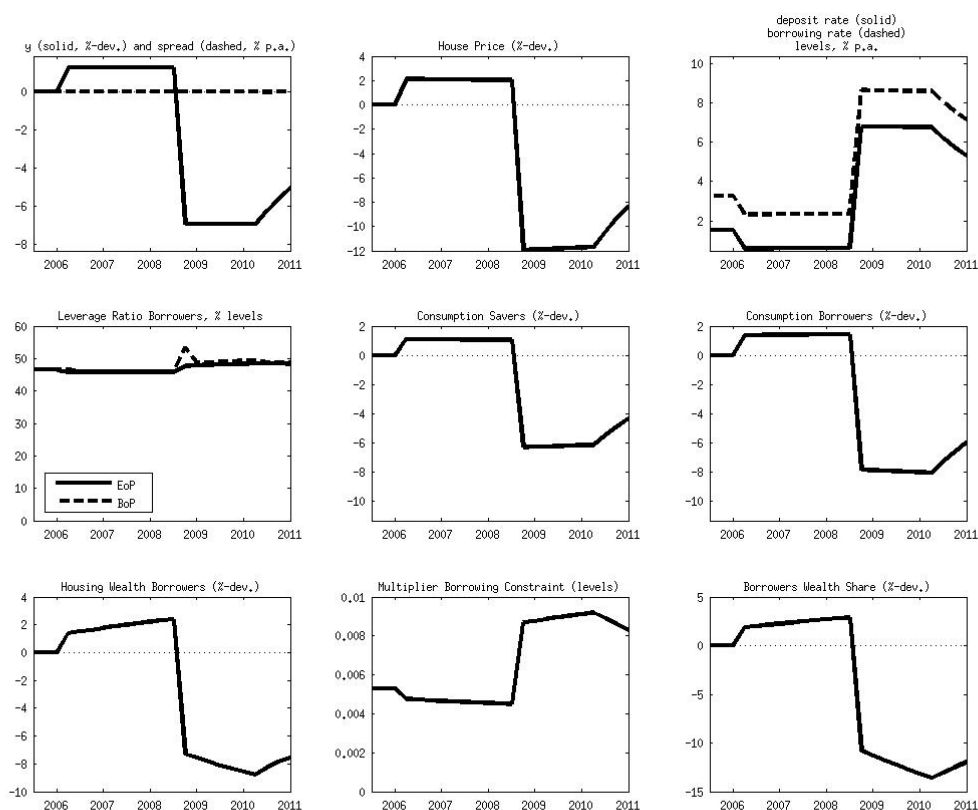 y (solid, %-dev.) and spread (dashed, % p.a.)
0
-2
-4
-6
-8
2006 2007 2008 2009 2010 2011
House Price (%-dev.)
4
2
0
-2
-4
-6
-8
-10
-12
2006 2007 2008 2009 2010 2011
deposit rate (solid)
borrowing rate (dashed)
levels, % p.a.
10
8
6
4
2
2006 2007 2008 2009 2010 2011
Leverage Ratio Borrowers, % levels
60
50
40
30
20
10
0
EoP
BoP
2006 2007 2008 2009 2010 2011
Consumption Savers (%-dev.)
2
0
-2
-4
-6
-8
-10
2006 2007 2008 2009 2010 2011
Consumption Borrowers (%-dev.)
2
0
-2
-4
-6
-8
-10
2006 2007 2008 2009 2010 2011
Housing Wealth Borrowers (%-dev.)
4
2
0
-2
-4
-6
-8
-10
2006 2007 2008 2009 2010 2011
Multiplier Borrowing Constraint (levels)
0.01
0.008
0.006
0.004
0.002
0
2006 2007 2008 2009 2010 2011
Borrowers Wealth Share (%-dev.)
5
0
-5
-10
-15
2006 2007 2008 2009 2010 2011